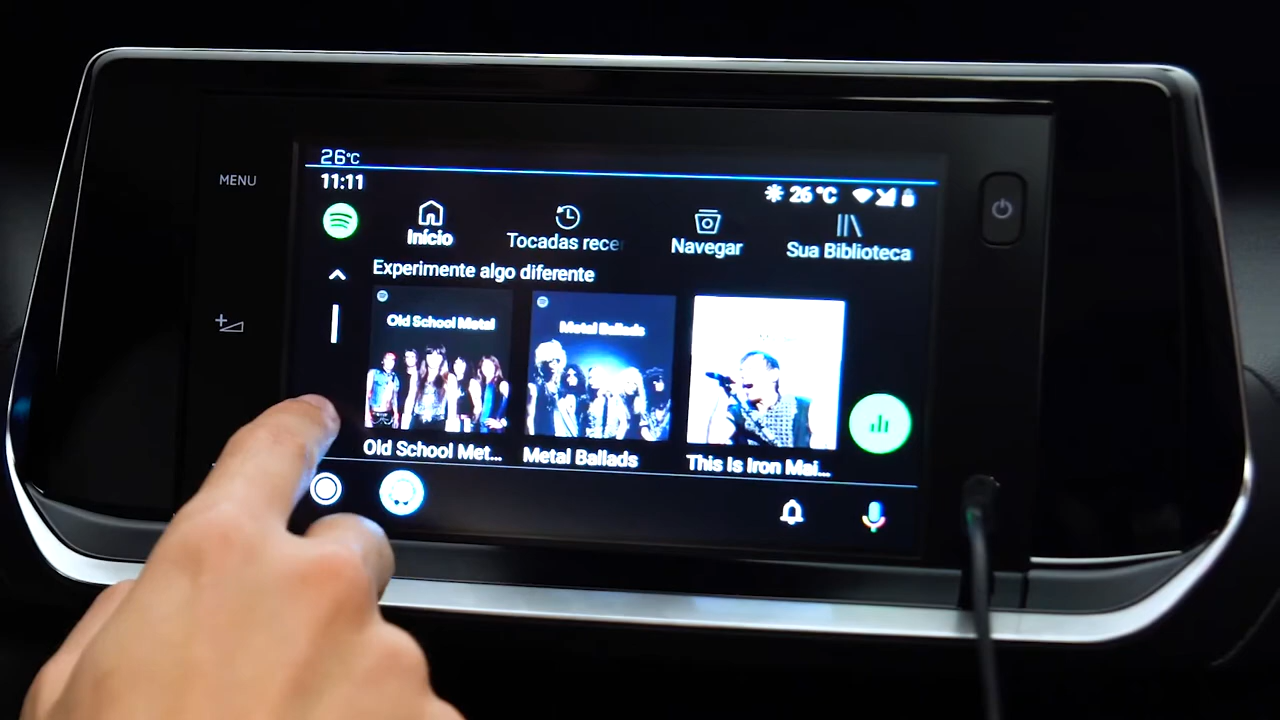 26°C
MENU
11:11
26 °C
Início
Tocadas rece
Navegar
Sua Biblioteca
Experimente algo diferente
Old School Metal
Metal Ballads
Old School Met...
Metal Ballads
This Is Iron Mai...